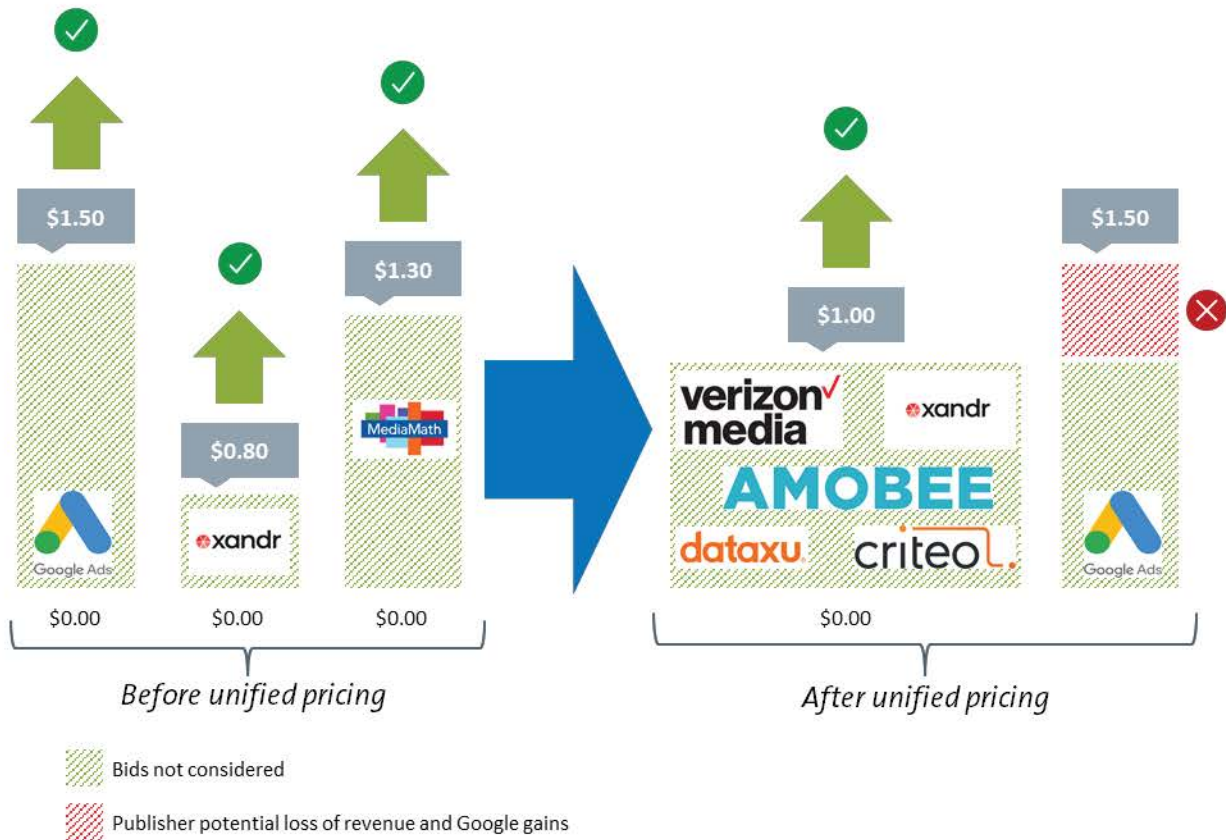 $1.50
$0.80
$1.30
$1.00
$1.50
Google Ads
xandr
MediaMath
verizon
media
xandr
AMOBEE
dataxu
criteo
Google Ads
$0.00
$0.00
$0.00
$0.00
Before unified pricing
After unified pricing
Bids not considered
Publisher potential loss of revenue and Google gains